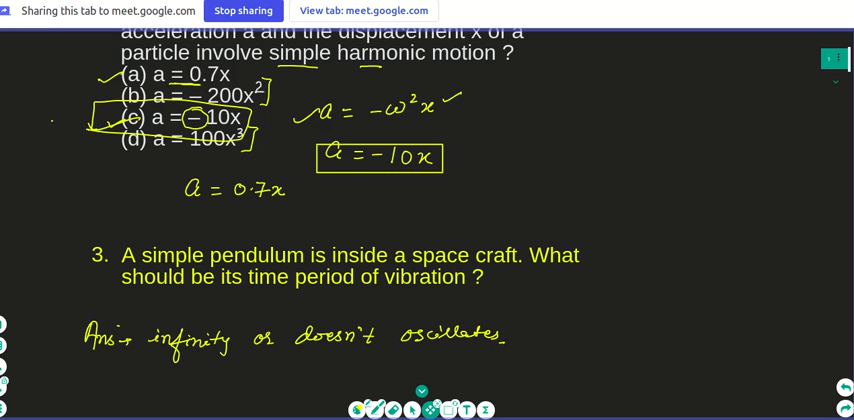 Sharing this tab to meet.google.com Stop sharing View tab: meet.google.com
acceleration a and the displacement x of a
particle involve simple harmonic motion ?
(a) a = 0.7x
(b) a = – 200x²
(c) a = – 10x
(d) a = 100x³
a = -ω²x
a = -10x
a = 0.7x
3. A simple pendulum is inside a space craft. What
should be its time period of vibration ?
Ans:→ infinity or doesn't oscillates.
1
T
Σ